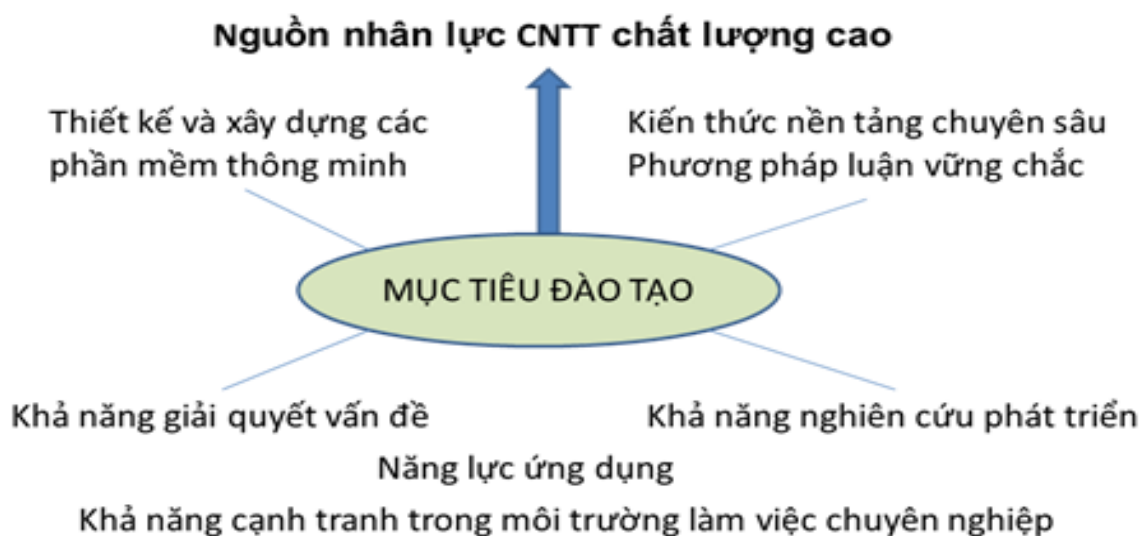 Nguồn nhân lực CNTT chất lượng cao
Thiết kế và xây dựng các
phần mềm thông minh
Kiến thức nền tảng chuyên sâu
Phương pháp luận vững chắc
MỤC TIÊU ĐÀO TẠO
Khả năng giải quyết vấn đề
Khả năng nghiên cứu phát triển
Năng lực ứng dụng
Khả năng cạnh tranh trong môi trường làm việc chuyên nghiệp